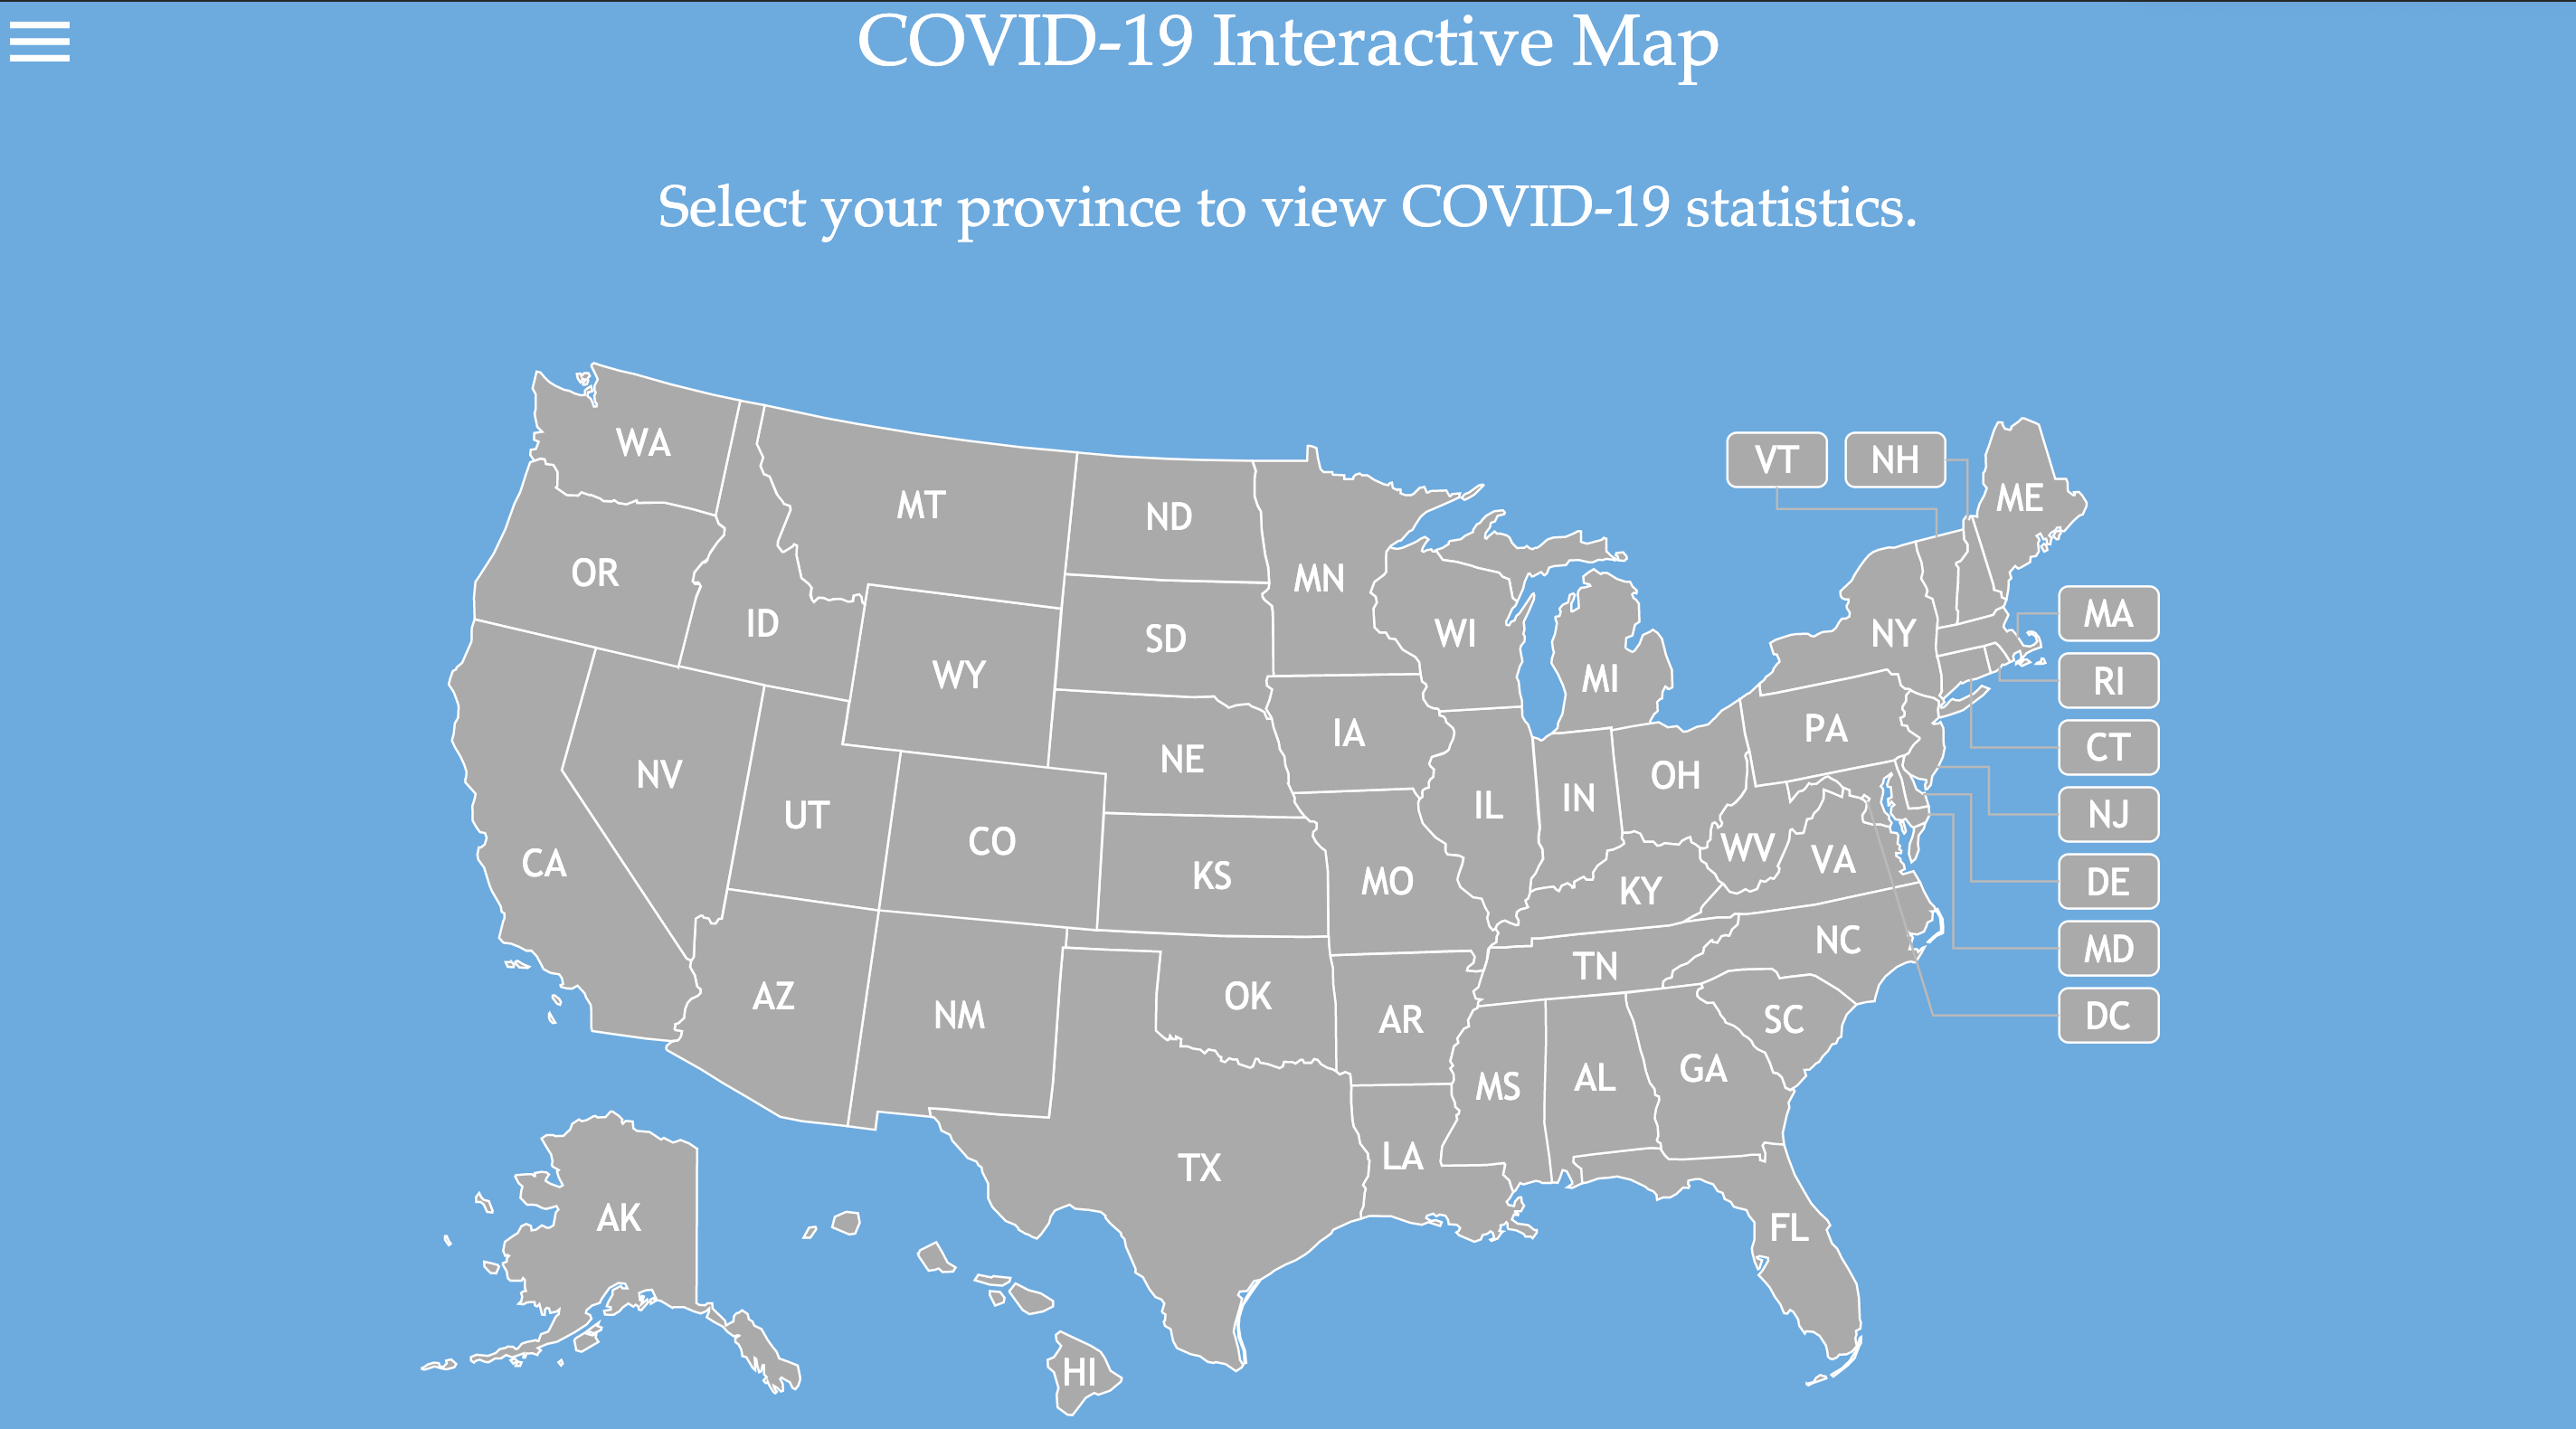 COVID-19 Interactive Map
Select your province to view COVID-19 statistics.
WA
MT
ND
MN
VT
NH
ME
OR
ID
SD
WI
NY
MA
WY
MI
RI
IA
PA
CT
NV
NE
OH
UT
CO
IL
IN
NJ
CA
KS
MO
KY
WV
VA
DE
NC
MD
AZ
NM
OK
AR
TN
SC
DC
MS
AL
GA
TX
LA
AK
FL
HI